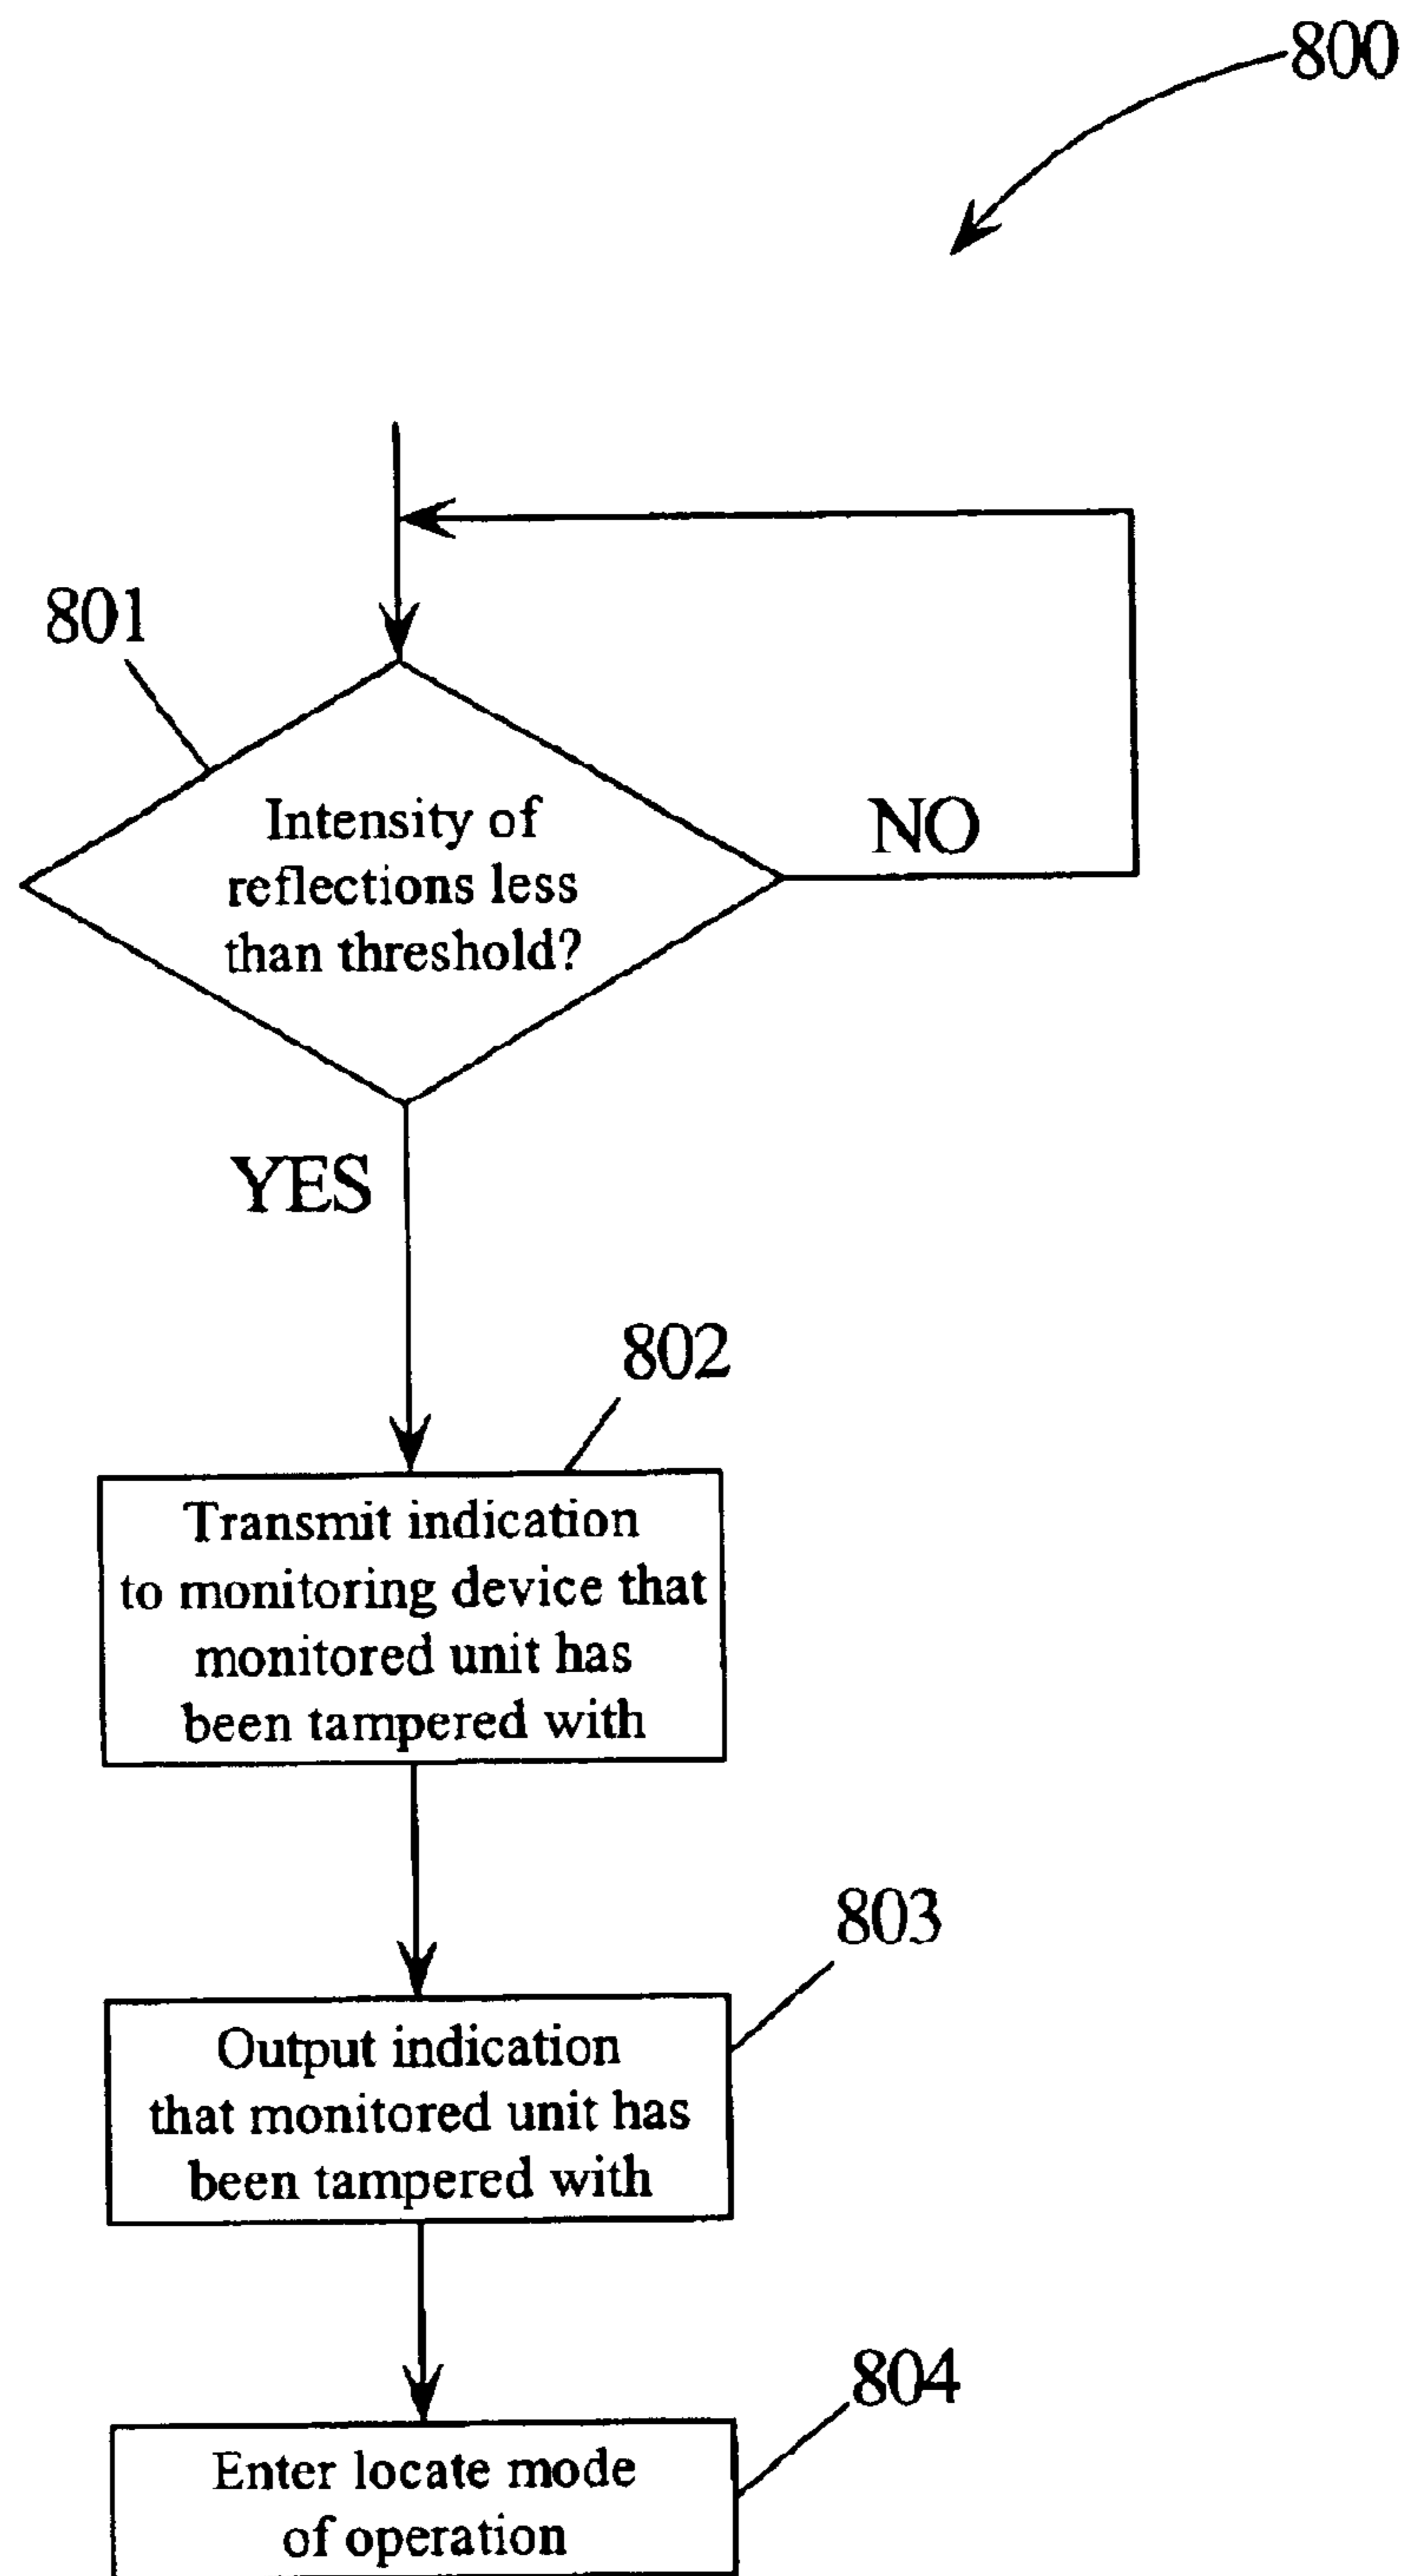 800
801
Intensity of
reflections less
than threshold?
NO
YES
802
Transmit indication
to monitoring device that
monitored unit has
been tampered with
803
Output indication
that monitored unit has
been tampered with
804
Enter locate mode
of operation